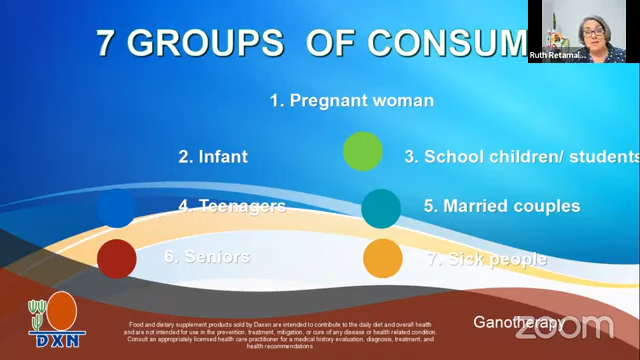 7 GROUPS OF CONSUM
Ruth Retamal...
1. Pregnant woman
2. Infant
3. School children/ students
4. Teenagers
5. Married couples
6. Seniors
7. Sick people
Ganotherapy
zoom
DXN
Food and dietary supplement products sold by Daxen are intended to contribute to the daily diet and overall health
and are not intended for use in the prevention, treatment, mitigation, or cure of any disease or health related condition.
Consult an appropriately licensed health care practitioner for a medical history evaluation, diagnosis, treatment, and
health recommendations